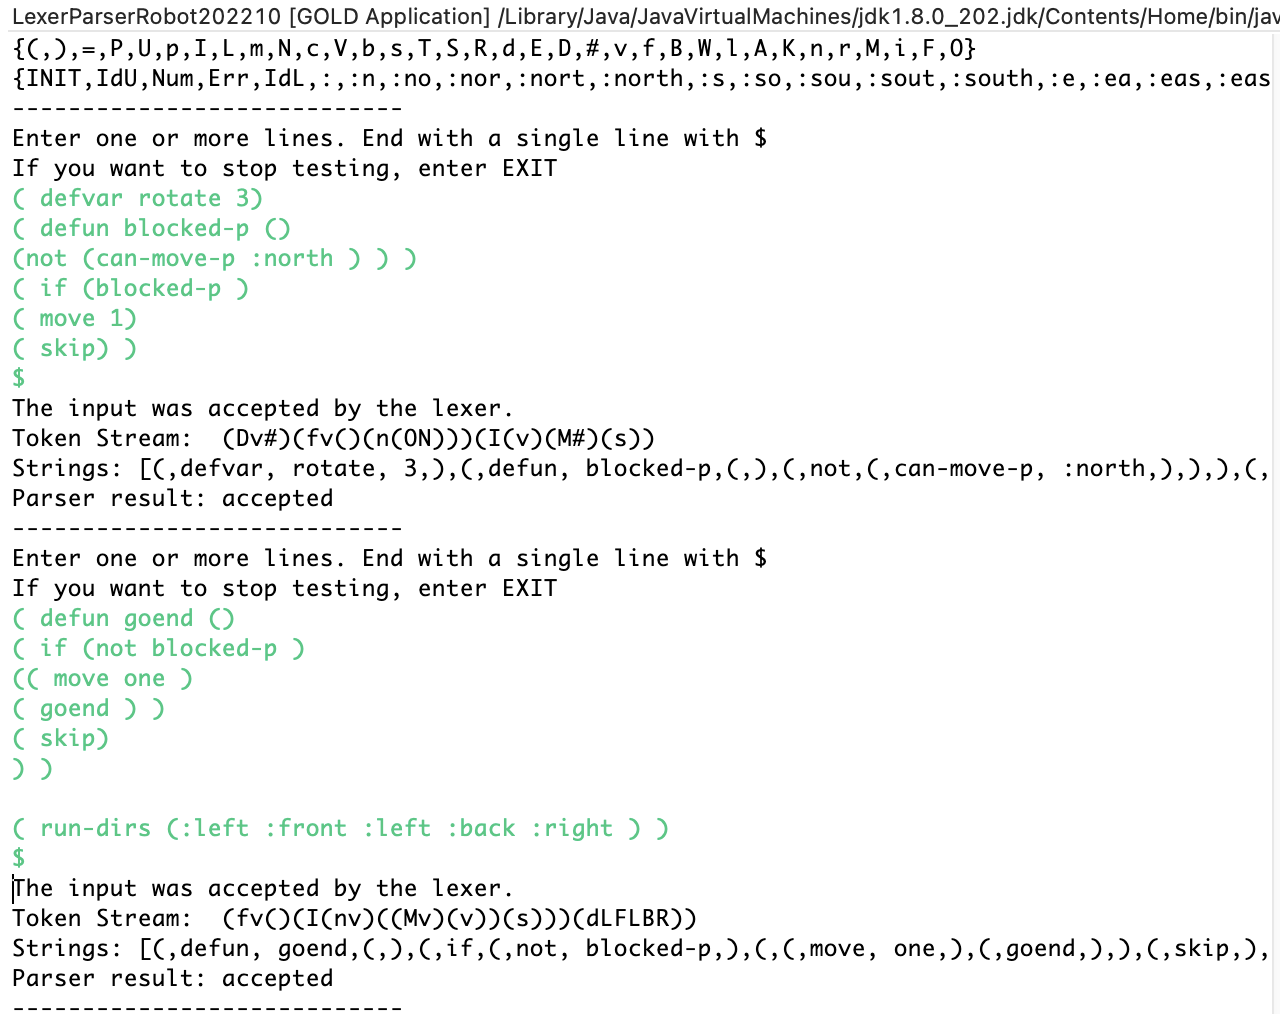 LexerParserRobot202210 [GOLD Application] /Library/Java/JavaVirtualMachines/jdk1.8.0_202.jdk/Contents/Home/bin/jav
{(,),=,P,U,p,I,L,m,N,c,V,b,s,T,S,R,d,E,D,#,v,f,B,W,l,A,K,n,r,M,i,F,O}
{INIT,IdU,Num,Err,IdL,:,:n,:no,:nor,:nort,:north,:s,:so,:sou,:sout,:south,:e,:ea,:eas,:eas
----------------------------
Enter one or more lines. End with a single line with $
If you want to stop testing, enter EXIT
( defvar rotate 3)
( defun blocked-p ()
(not (can-move-p :north ) ) )
( if (blocked-p )
( move 1)
( skip) )
$
The input was accepted by the lexer.
Token Stream:  (Dv#)(fv()(n(ON)))(I(v)(M#)(s))
Strings: [(,defvar, rotate, 3,),(,defun, blocked-p,(,),(,not,(,can-move-p, :north,),),),(,
Parser result: accepted
----------------------------
Enter one or more lines. End with a single line with $
If you want to stop testing, enter EXIT
( defun goend ()
( if (not blocked-p )
(( move one )
( goend ) )
( skip)
) )
( run-dirs (:left :front :left :back :right ) )
$
The input was accepted by the lexer.
Token Stream:  (fv()(I(nv)((Mv)(v))(s)))(dLFLBR))
Strings: [(,defun, goend,(,),(,if,(,not, blocked-p,),(,(,move, one,),(,goend,),),(,skip,),
Parser result: accepted
----------------------------